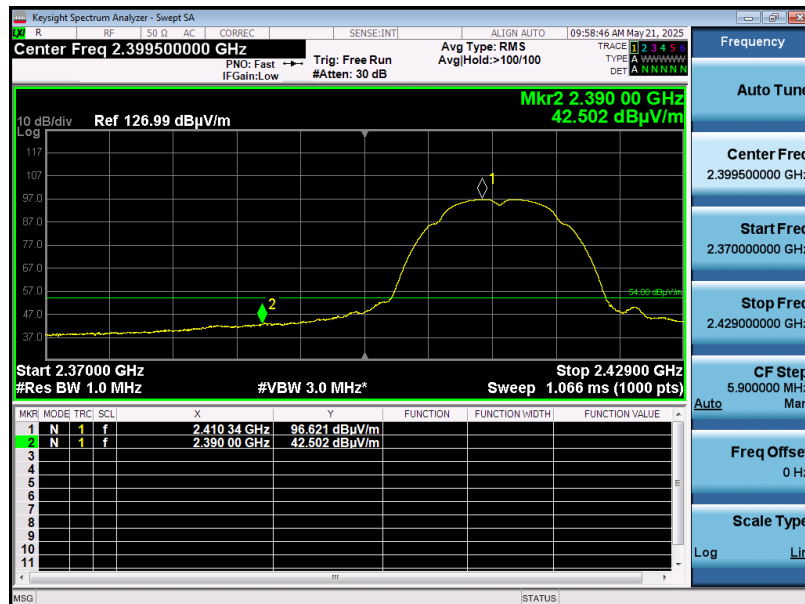 Keysight Spectrum Analyzer - Swept SA
LXI R RF 50 Ω AC CORREC SENSE:INT ALIGN AUTO 09:58:46 AM May 21, 2025
Center Freq 2.399500000 GHz
PNO: Fast
IFGain:Low
Trig: Free Run
#Atten: 30 dB
Avg Type: RMS
Avg|Hold:>100/100
TRACE 1 2 3 4 5 6
TYPE A WWWWW
DET A N N N N N
Mkr2 2.390 00 GHz
42.502 dBµV/m
10 dB/div Ref 126.99 dBµV/m
Log
117
107
97.0
87.0
77.0
67.0
57.0
47.0
37.0
1
2
54.00 dBµV/m
Start 2.37000 GHz Stop 2.42900 GHz
#Res BW 1.0 MHz #VBW 3.0 MHz* Sweep 1.066 ms (1000 pts)
MKR MODE TRC SCL X Y FUNCTION FUNCTION WIDTH FUNCTION VALUE
1 N 1 f 2.410 34 GHz 96.621 dBµV/m
2 N 1 f 2.390 00 GHz 42.502 dBµV/m
3
4
5
6
7
8
9
10
11
MSG STATUS
Frequency
Auto Tune
Center Freq
2.399500000 GHz
Start Freq
2.370000000 GHz
Stop Freq
2.429000000 GHz
CF Step
5.900000 MHz
Auto Man
Freq Offset
0 Hz
Scale Type
Log Lin